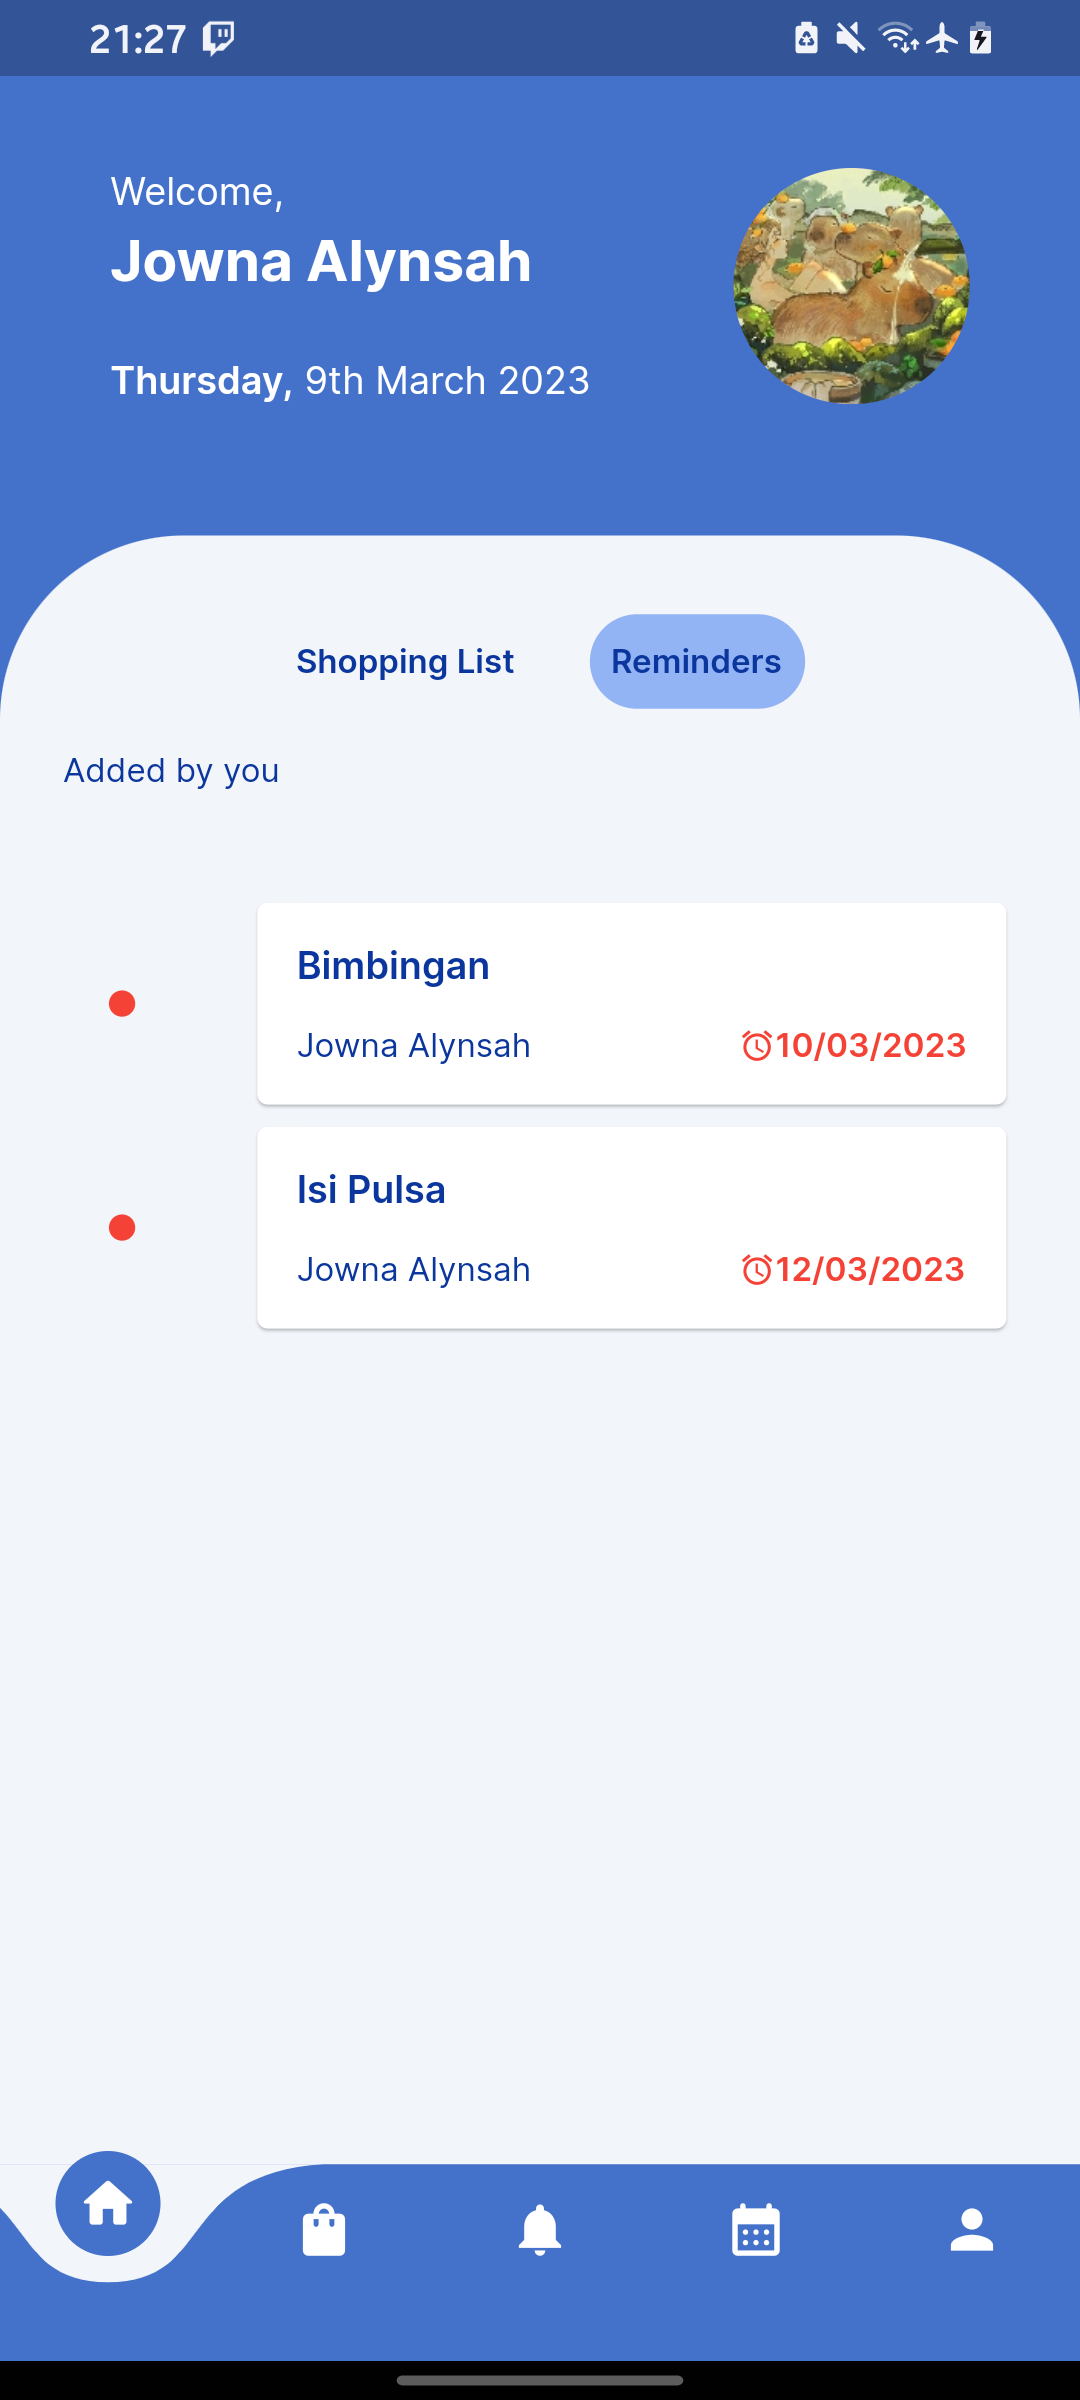 21:27
Welcome,
Jowna Alynsah
Thursday, 9th March 2023
Shopping List Reminders
Added by you
Bimbingan
Jowna Alynsah 10/03/2023
Isi Pulsa
Jowna Alynsah 12/03/2023